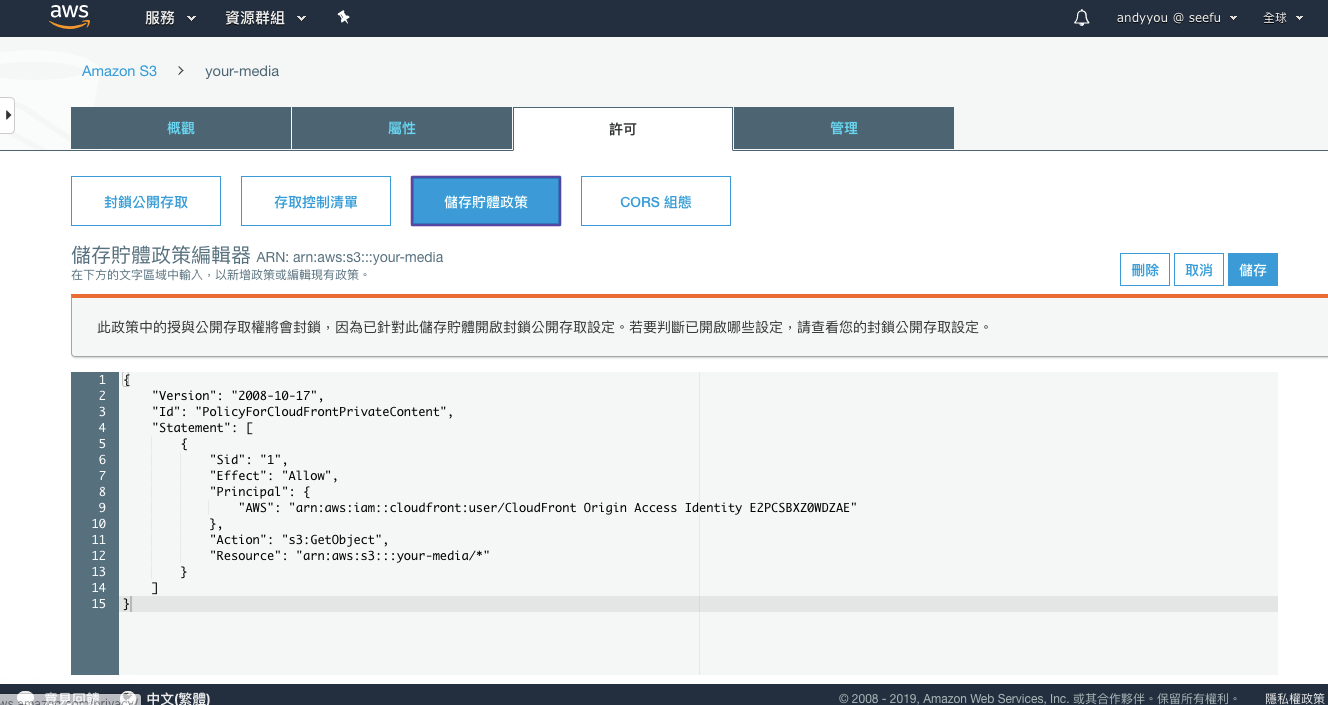 aws 服務 資源群組 andyyou @ seefu 全球
Amazon S3 > your-media
概觀 屬性 許可 管理
封鎖公開存取 存取控制清單 儲存貯體政策 CORS 組態
儲存貯體政策編輯器 ARN: arn:aws:s3:::your-media
在下方的文字區域中輸入，以新增政策或編輯現有政策。
刪除 取消 儲存
此政策中的授與公開存取權將會封鎖，因為已針對此儲存貯體開啟封鎖公開存取設定。若要判斷已開啟哪些設定，請查看您的封鎖公開存取設定。
1 {
2 "Version": "2008-10-17",
3 "Id": "PolicyForCloudFrontPrivateContent",
4 "Statement": [
5 {
6 "Sid": "1",
7 "Effect": "Allow",
8 "Principal": {
9 "AWS": "arn:aws:iam::cloudfront:user/CloudFront Origin Access Identity E2PCSBXZ0WDZAE"
10 },
11 "Action": "s3:GetObject",
12 "Resource": "arn:aws:s3:::your-media/*"
13 }
14 ]
15 }
意見回饋 中文(繁體) © 2008 - 2019, Amazon Web Services, Inc. 或其合作夥伴。保留所有權利。 隱私權政策
ws.amazon.com/privacy/